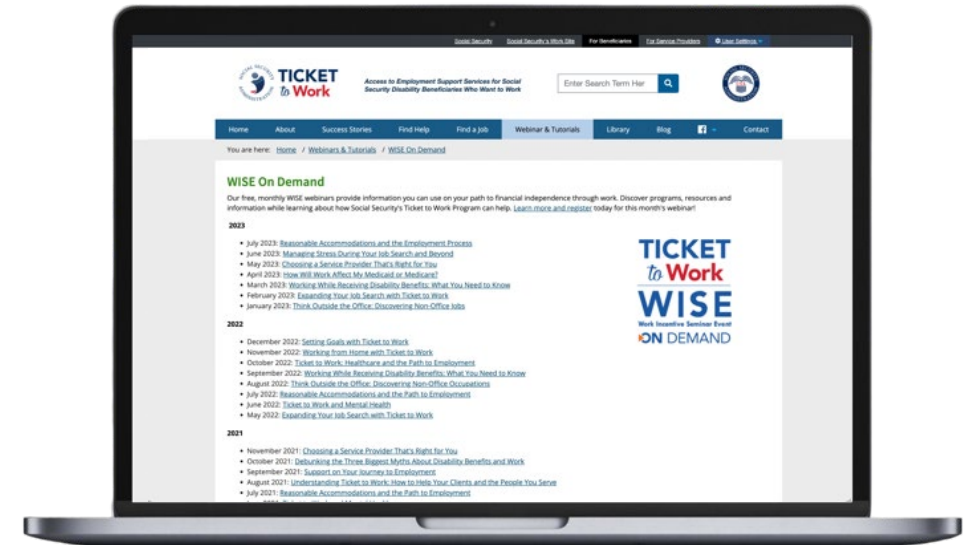 Social Security Social Security's Work Site For Beneficiaries For Service Providers User Settings
SOCIAL SECURITY ADMINISTRATION
TICKET
to Work
Access to Employment Support Services for Social
Security Disability Beneficiaries Who Want to Work
Enter Search Term Her
Home About Success Stories Find Help Find a Job Webinar & Tutorials Library Blog Contact
You are here: Home / Webinars & Tutorials / WISE On Demand
WISE On Demand
Our free, monthly WISE webinars provide information you can use on your path to financial independence through work. Discover programs, resources and
information while learning about how Social Security's Ticket to Work Program can help. Learn more and register today for this month's webinar!
2023
• July 2023: Reasonable Accommodations and the Employment Process
• June 2023: Managing Stress During Your Job Search and Beyond
• May 2023: Choosing a Service Provider That's Right for You
• April 2023: How Will Work Affect My Medicaid or Medicare?
• March 2023: Working While Receiving Disability Benefits: What You Need to Know
• February 2023: Expanding Your Job Search with Ticket to Work
• January 2023: Think Outside the Office: Discovering Non-Office Jobs
TICKET
to Work
WISE
Work Incentive Seminar Event
ON DEMAND
2022
• December 2022: Setting Goals with Ticket to Work
• November 2022: Working from Home with Ticket to Work
• October 2022: Ticket to Work: Healthcare and the Path to Employment
• September 2022: Working While Receiving Disability Benefits: What You Need to Know
• August 2022: Think Outside the Office: Discovering Non-Office Occupations
• July 2022: Reasonable Accommodations and the Path to Employment
• June 2022: Ticket to Work and Mental Health
• May 2022: Expanding Your Job Search with Ticket to Work
2021
• November 2021: Choosing a Service Provider That's Right for You
• October 2021: Debunking the Three Biggest Myths About Disability Benefits and Work
• September 2021: Support on Your Journey to Employment
• August 2021: Understanding Ticket to Work: How to Help Your Clients and the People You Serve
• July 2021: Reasonable Accommodations and the Path to Employment